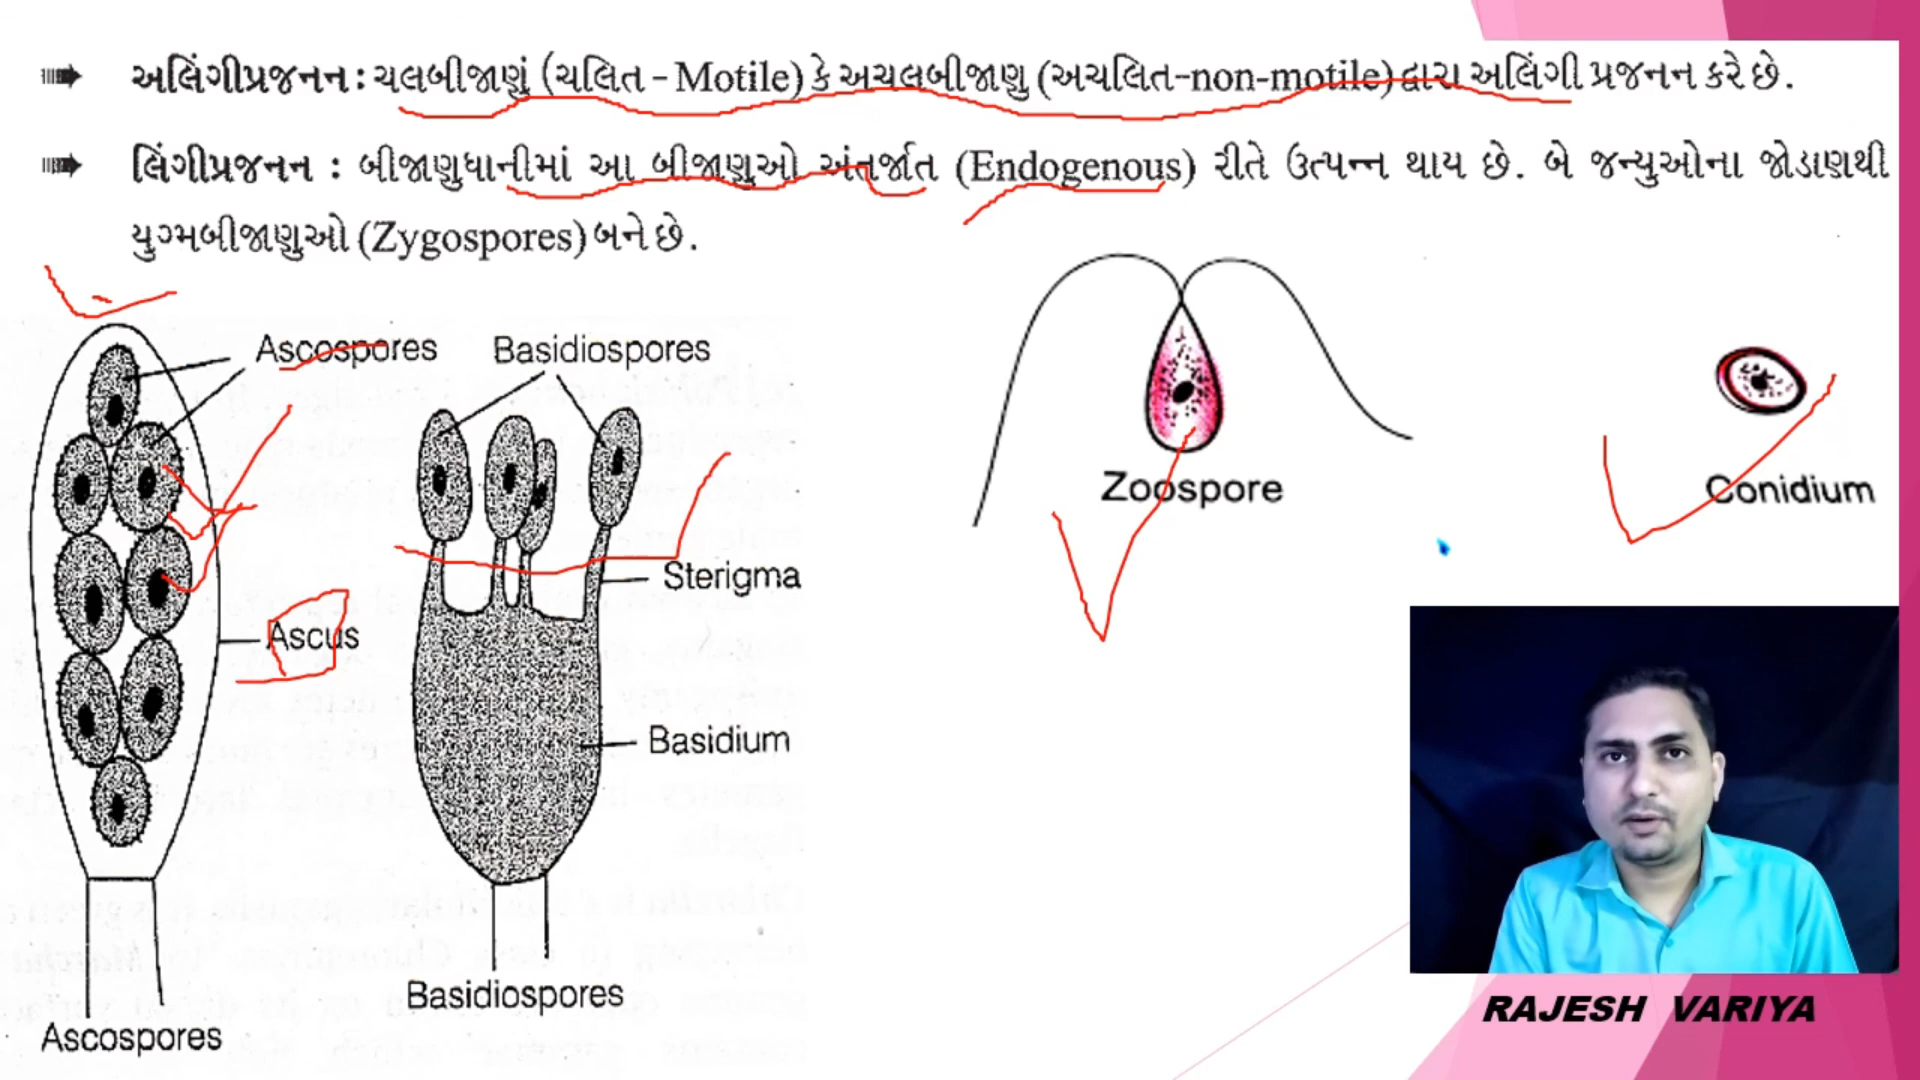 અલિંગીપ્રજનન : ચલબીજાણું (ચલિત - Motile) કે અચલબીજાણુ (અચલિત-non-motile) દ્વારા અલિંગી પ્રજનન કરે છે.
લિંગીપ્રજનન : બીજાણુધાનીમાં આ બીજાણુઓ અંતર્જાત (Endogenous) રીતે ઉત્પન્ન થાય છે. બે જન્યુઓના જોડાણથી
યુગ્મબીજાણુઓ (Zygospores) બને છે.
Ascospores
Basidiospores
Zoospore
Conidium
Sterigma
Ascus
Basidium
Basidiospores
Ascospores
RAJESH VARIYA